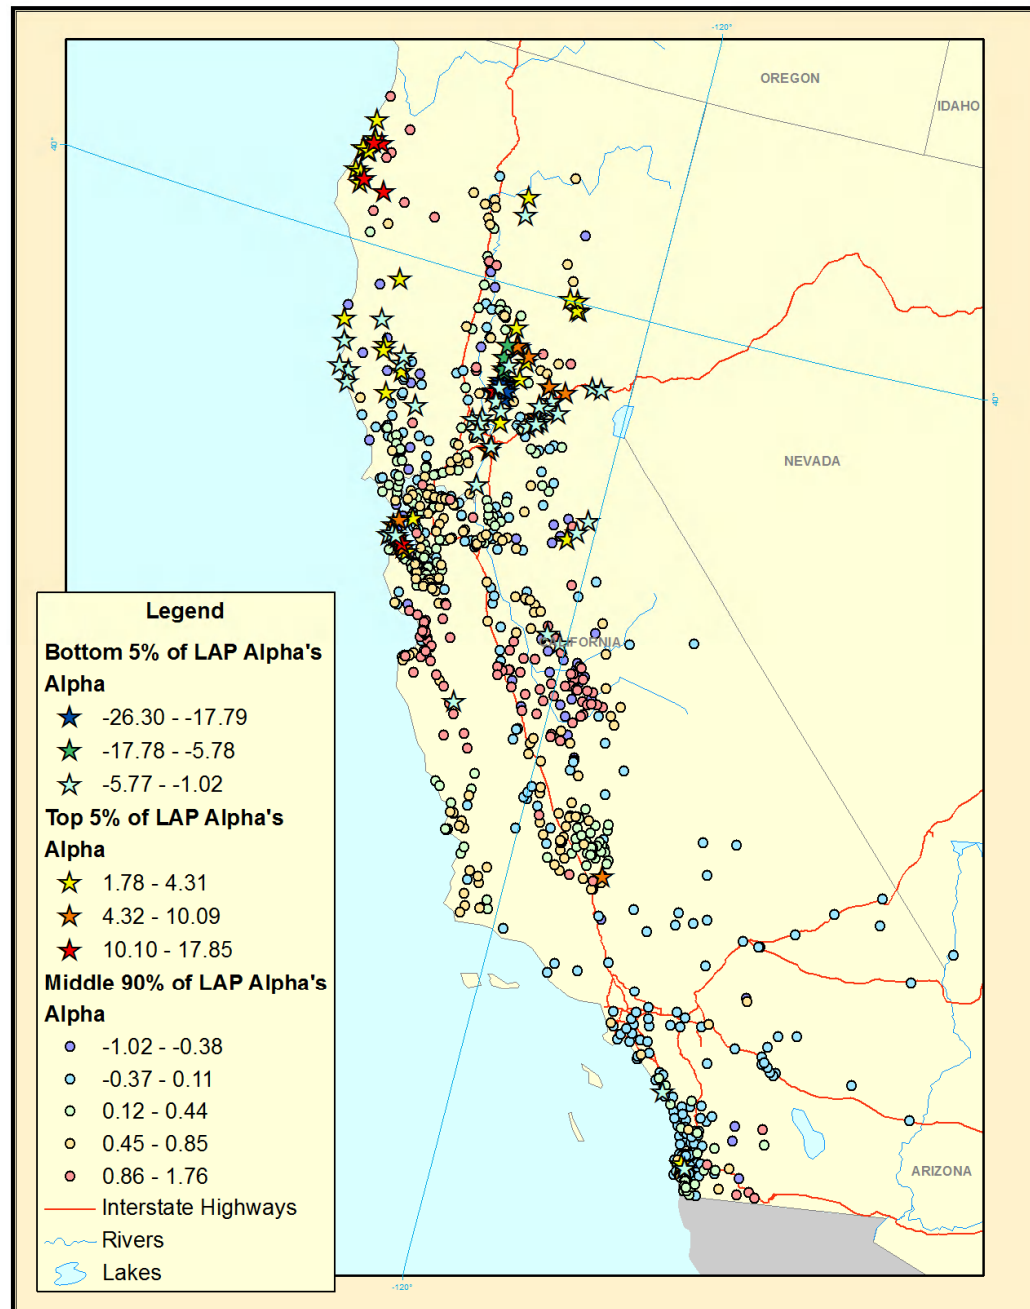 -120°
OREGON
IDAHO
40°
40°
NEVADA
CALIFORNIA
ARIZONA
-120°
Legend
Bottom 5% of LAP Alpha's
Alpha
-26.30 - -17.79
-17.78 - -5.78
-5.77 - -1.02
Top 5% of LAP Alpha's
Alpha
1.78 - 4.31
4.32 - 10.09
10.10 - 17.85
Middle 90% of LAP Alpha's
Alpha
-1.02 - -0.38
-0.37 - 0.11
0.12 - 0.44
0.45 - 0.85
0.86 - 1.76
Interstate Highways
Rivers
Lakes